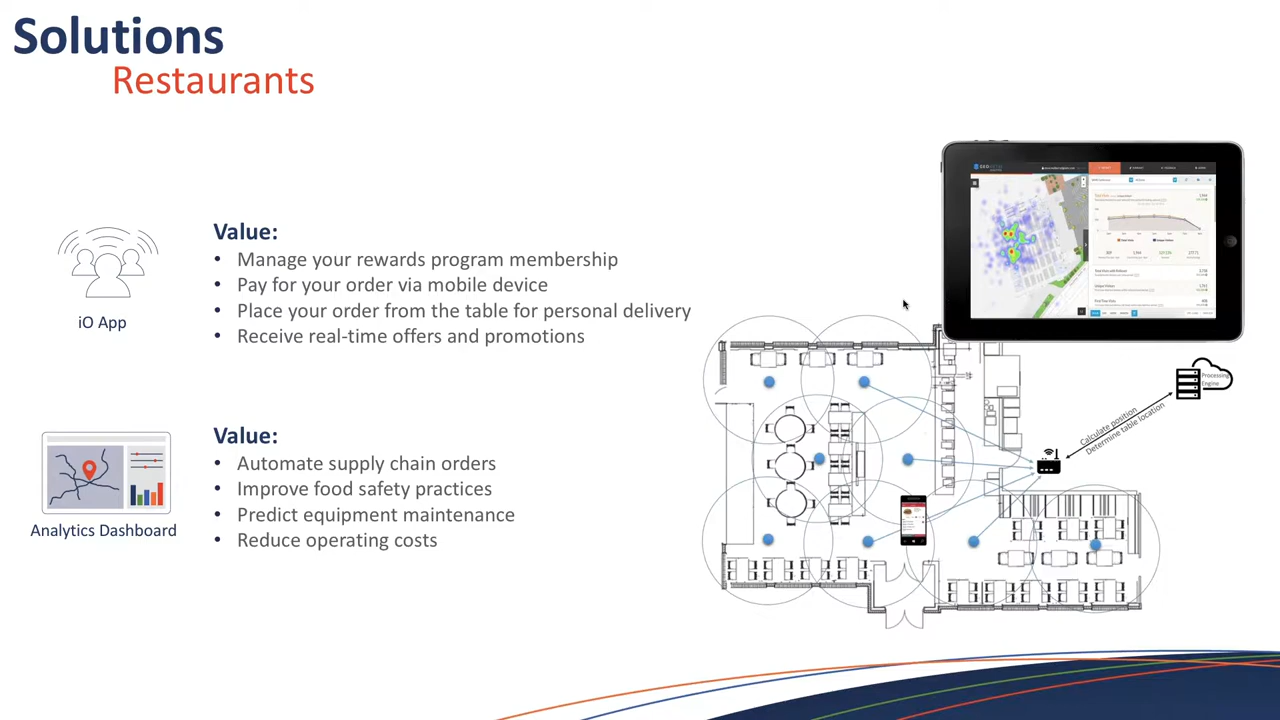 Solutions
Restaurants
Value:
• Manage your rewards program membership
• Pay for your order via mobile device
• Place your order from the table for personal delivery
• Receive real-time offers and promotions
iO App
Value:
• Automate supply chain orders
• Improve food safety practices
• Predict equipment maintenance
• Reduce operating costs
Analytics Dashboard
Processing
Engine
Calculate position
Determine table location